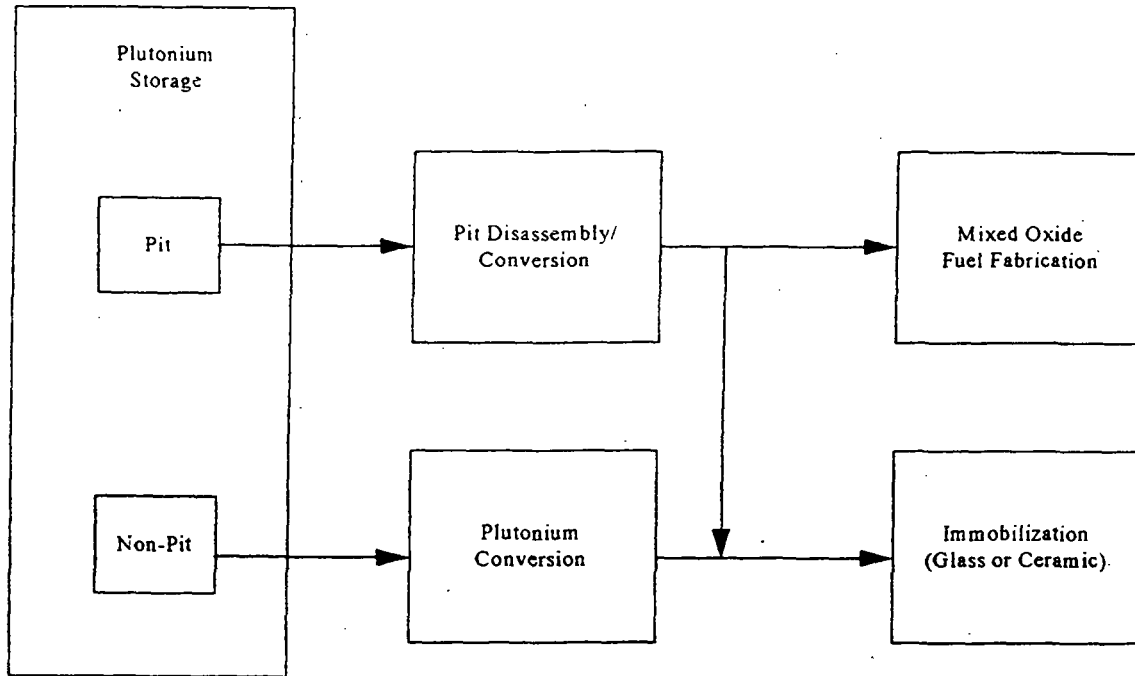 Plutonium
Storage
Pit
Pit Disassembly/
Conversion
Mixed Oxide
Fuel Fabrication
Non-Pit
Plutonium
Conversion
Immobilization
(Glass or Ceramic)